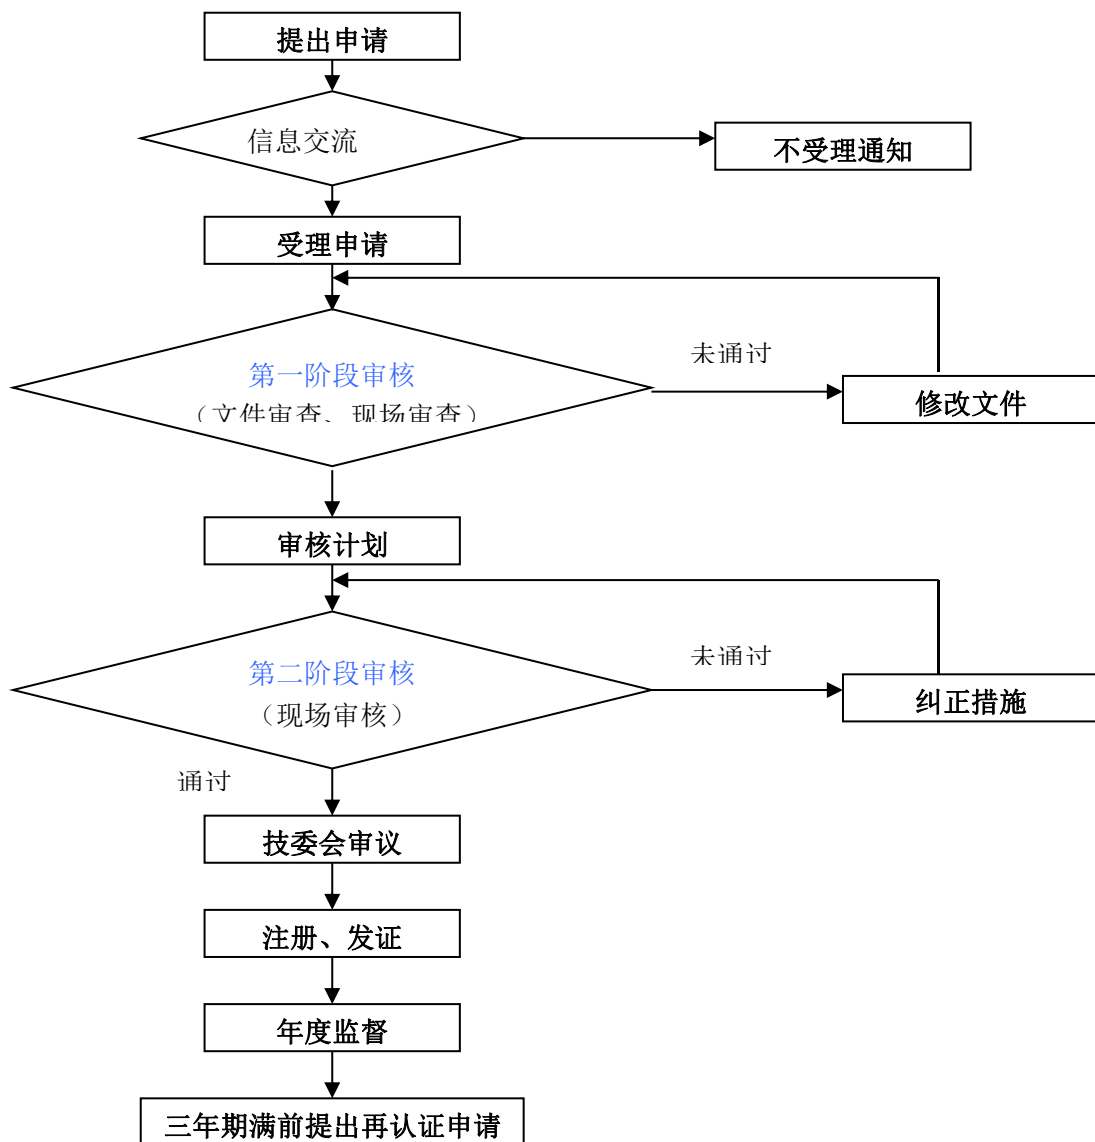 提出申请
信息交流
不受理通知
受理申请
未通过
第一阶段审核
（文件审查、现场审查）
修改文件
审核计划
未通过
第二阶段审核
（现场审核）
纠正措施
通过
技委会审议
注册、发证
年度监督
三年期满前提出再认证申请